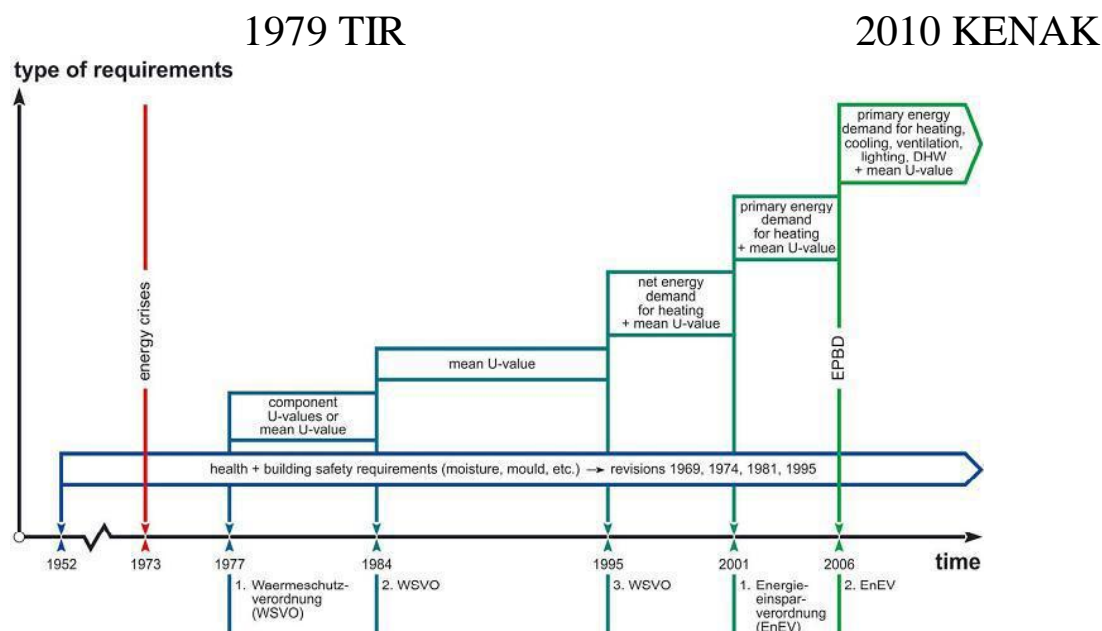 1979 TIR
2010 KENAK
type of requirements
primary energy
demand for heating,
cooling, ventilation,
lighting, DHW
+ mean U-value
primary energy
demand
for heating
+ mean U-value
net energy
demand
for heating
+ mean U-value
mean U-value
component
U-values or
mean U-value
energy crises
EPBD
health + building safety requirements (moisture, mould, etc.) → revisions 1969, 1974, 1981, 1995
1952
1973
1977
1984
1995
2001
2006
time
1. Waermeschutz-
verordnung
(WSVO)
2. WSVO
3. WSVO
1. Energie-
einspar-
verordnung
(EnEV)
2. EnEV